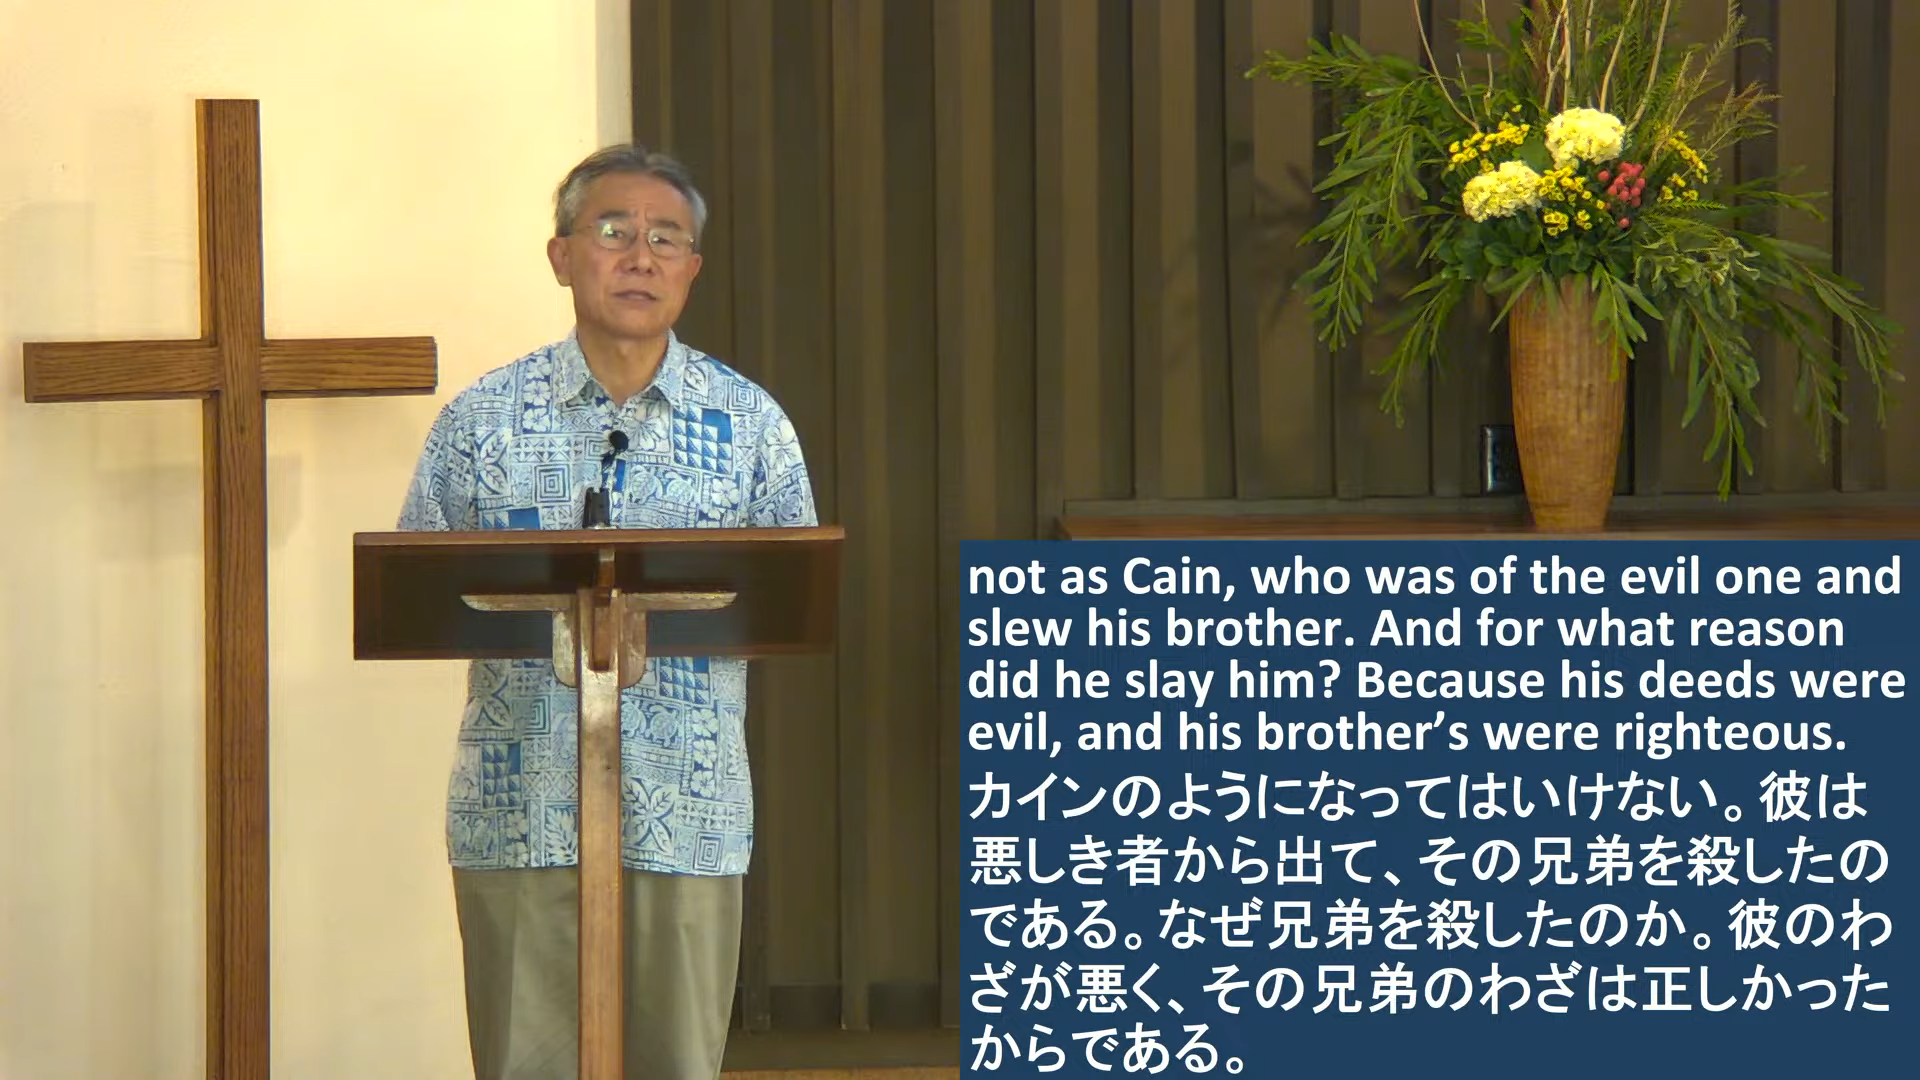 not as Cain, who was of the evil one and
slew his brother. And for what reason
did he slay him? Because his deeds were
evil, and his brother’s were righteous.
カインのようになってはいけない。彼は
悪しき者から出て、その兄弟を殺したの
である。なぜ兄弟を殺したのか。彼のわ
ざが悪く、その兄弟のわざは正しかった
からである。